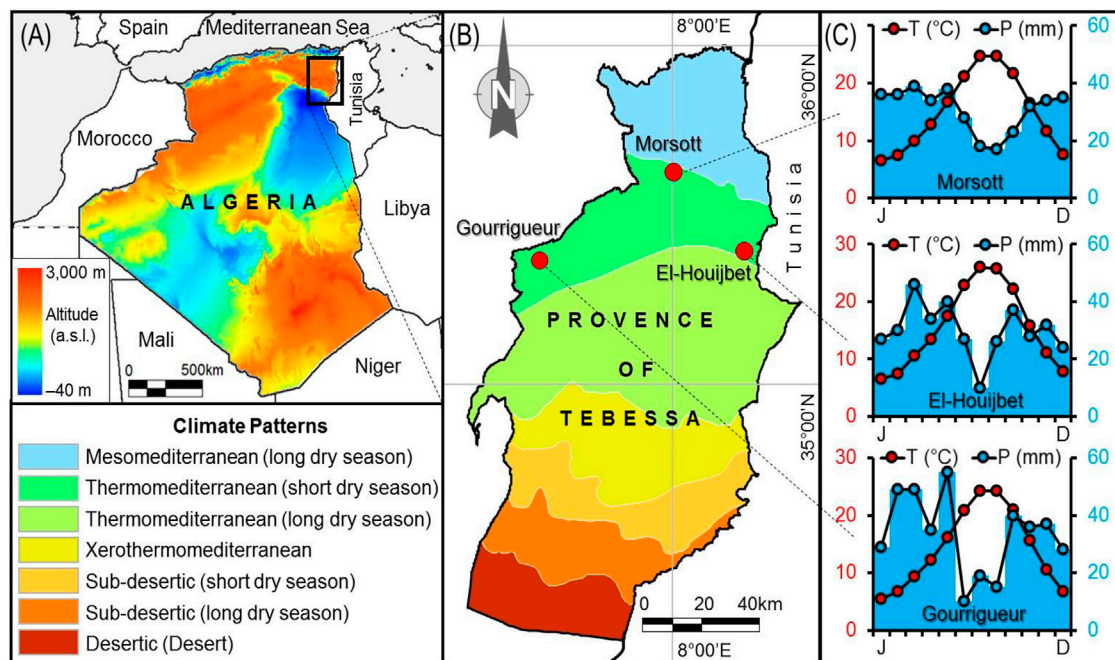 (A)
Spain
Mediterranean Sea
Morocco
Tunisia
ALGERIA
Libya
Mali
Niger
3,000 m
Altitude
(a.s.l.)
–40 m
0 500km
Climate Patterns
Mesomediterranean (long dry season)
Thermomediterranean (short dry season)
Thermomediterranean (long dry season)
Xerothermomediterranean
Sub-desertic (short dry season)
Sub-desertic (long dry season)
Desertic (Desert)
(B)
8°00'E
N
36°00'N
Morsott
Gourrigueur
El-Houijbet
Tunisia
PROVENCE
OF
TEBESSA
35°00'N
0 20 40km
8°00'E
(C)
T (°C) P (mm)
60
20 40
10 20
0 0
Morsott
J D
30 60
T (°C) P (mm)
20 40
10 20
0 0
El-Houijbet
J D
30 60
T (°C) P (mm)
20 40
10 20
0 0
Gourrigueur
J D